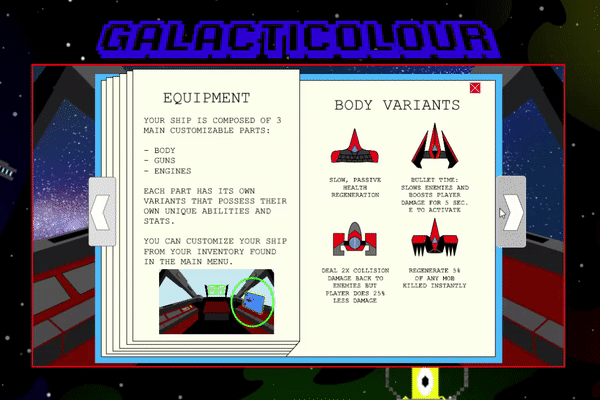 GALACTICOLOUR
EQUIPMENT
YOUR SHIP IS COMPOSED OF 3
MAIN CUSTOMIZABLE PARTS:
- BODY
- GUNS
- ENGINES
EACH PART HAS ITS OWN
VARIANTS THAT POSSESS THEIR
OWN UNIQUE ABILITIES AND
STATS.
YOU CAN CUSTOMIZE YOUR SHIP
FROM YOUR INVENTORY FOUND
IN THE MAIN MENU.
BODY VARIANTS
SLOW, PASSIVE
HEALTH
REGENERATION
BULLET TIME:
SLOWS ENEMIES AND
BOOSTS PLAYER
DAMAGE FOR 5 SEC.
E TO ACTIVATE
DEAL 2X COLLISION
DAMAGE BACK TO
ENEMIES BUT
PLAYER DOES 25%
LESS DAMAGE
REGENERATE 5%
OF ANY MOB
KILLED INSTANTLY